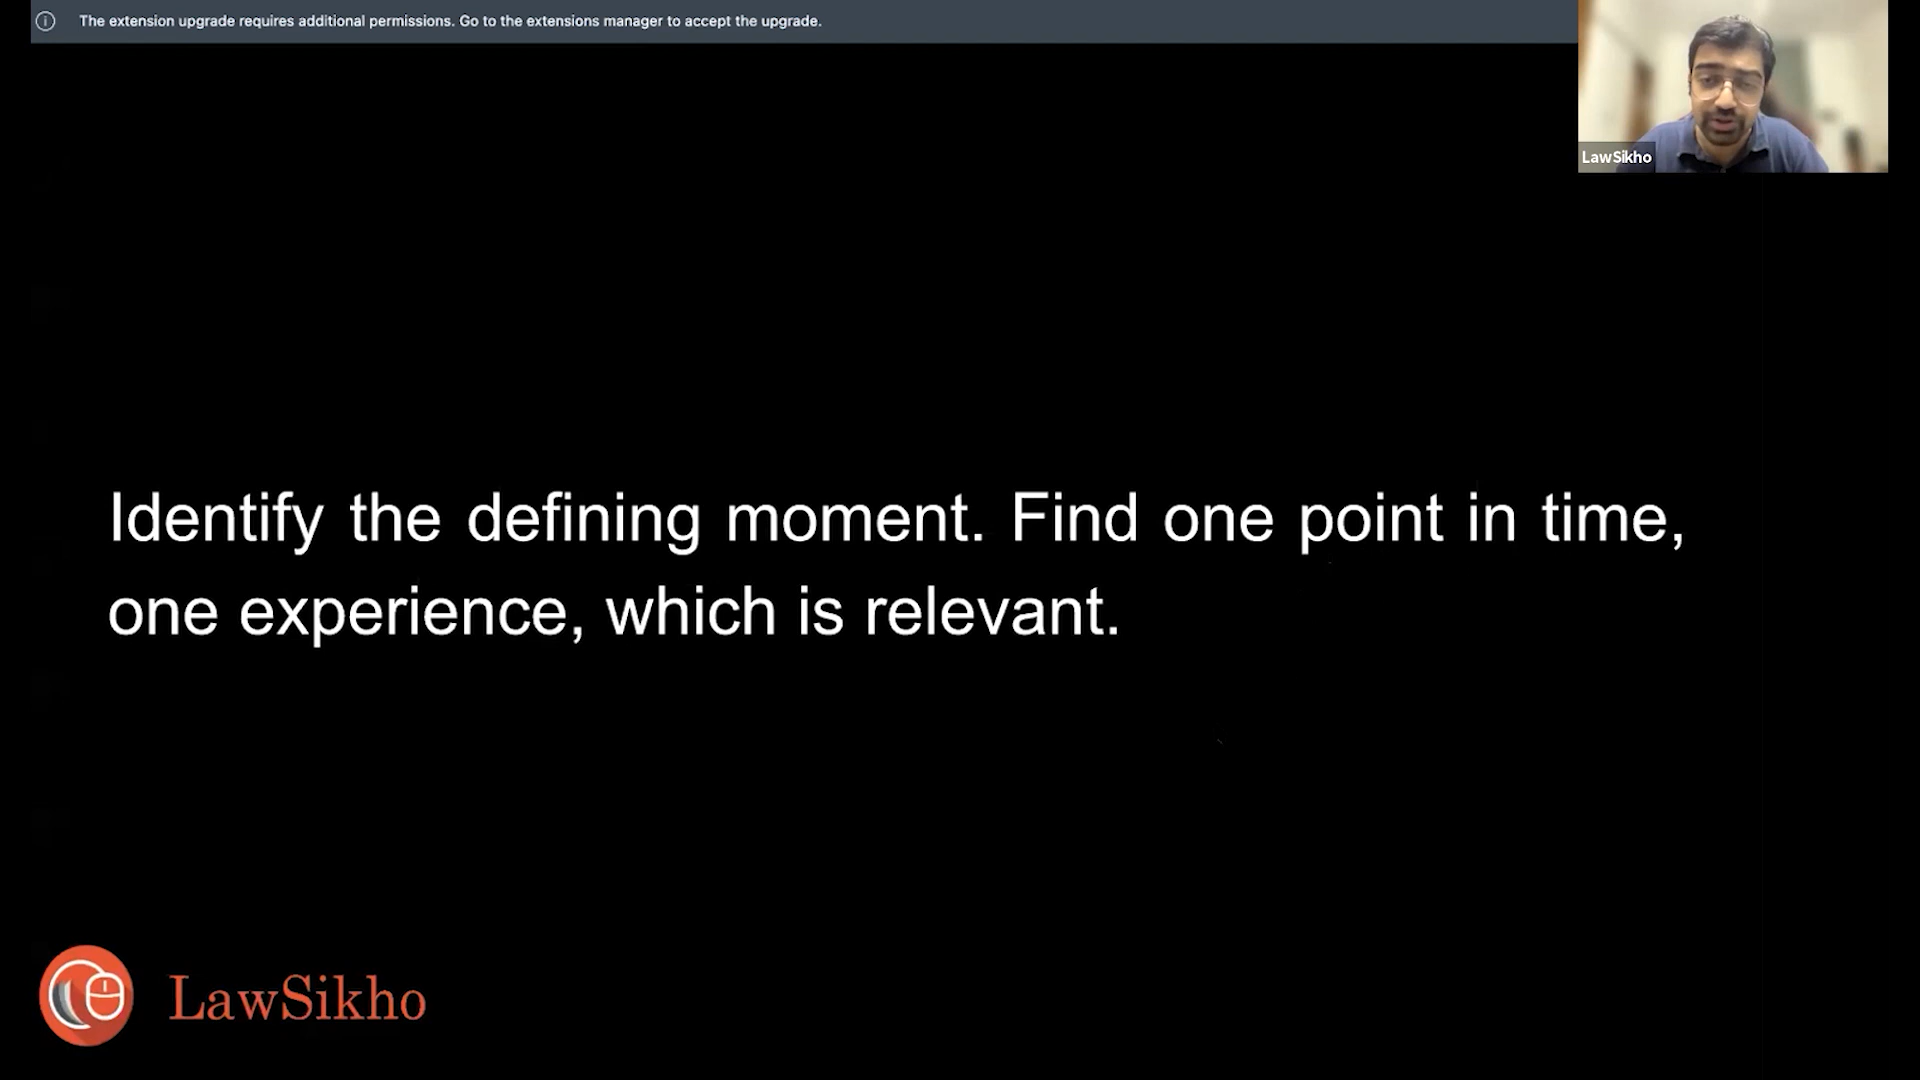 The extension upgrade requires additional permissions. Go to the extensions manager to accept the upgrade.
LawSikho
Identify the defining moment. Find one point in time,
one experience, which is relevant.
LawSikho